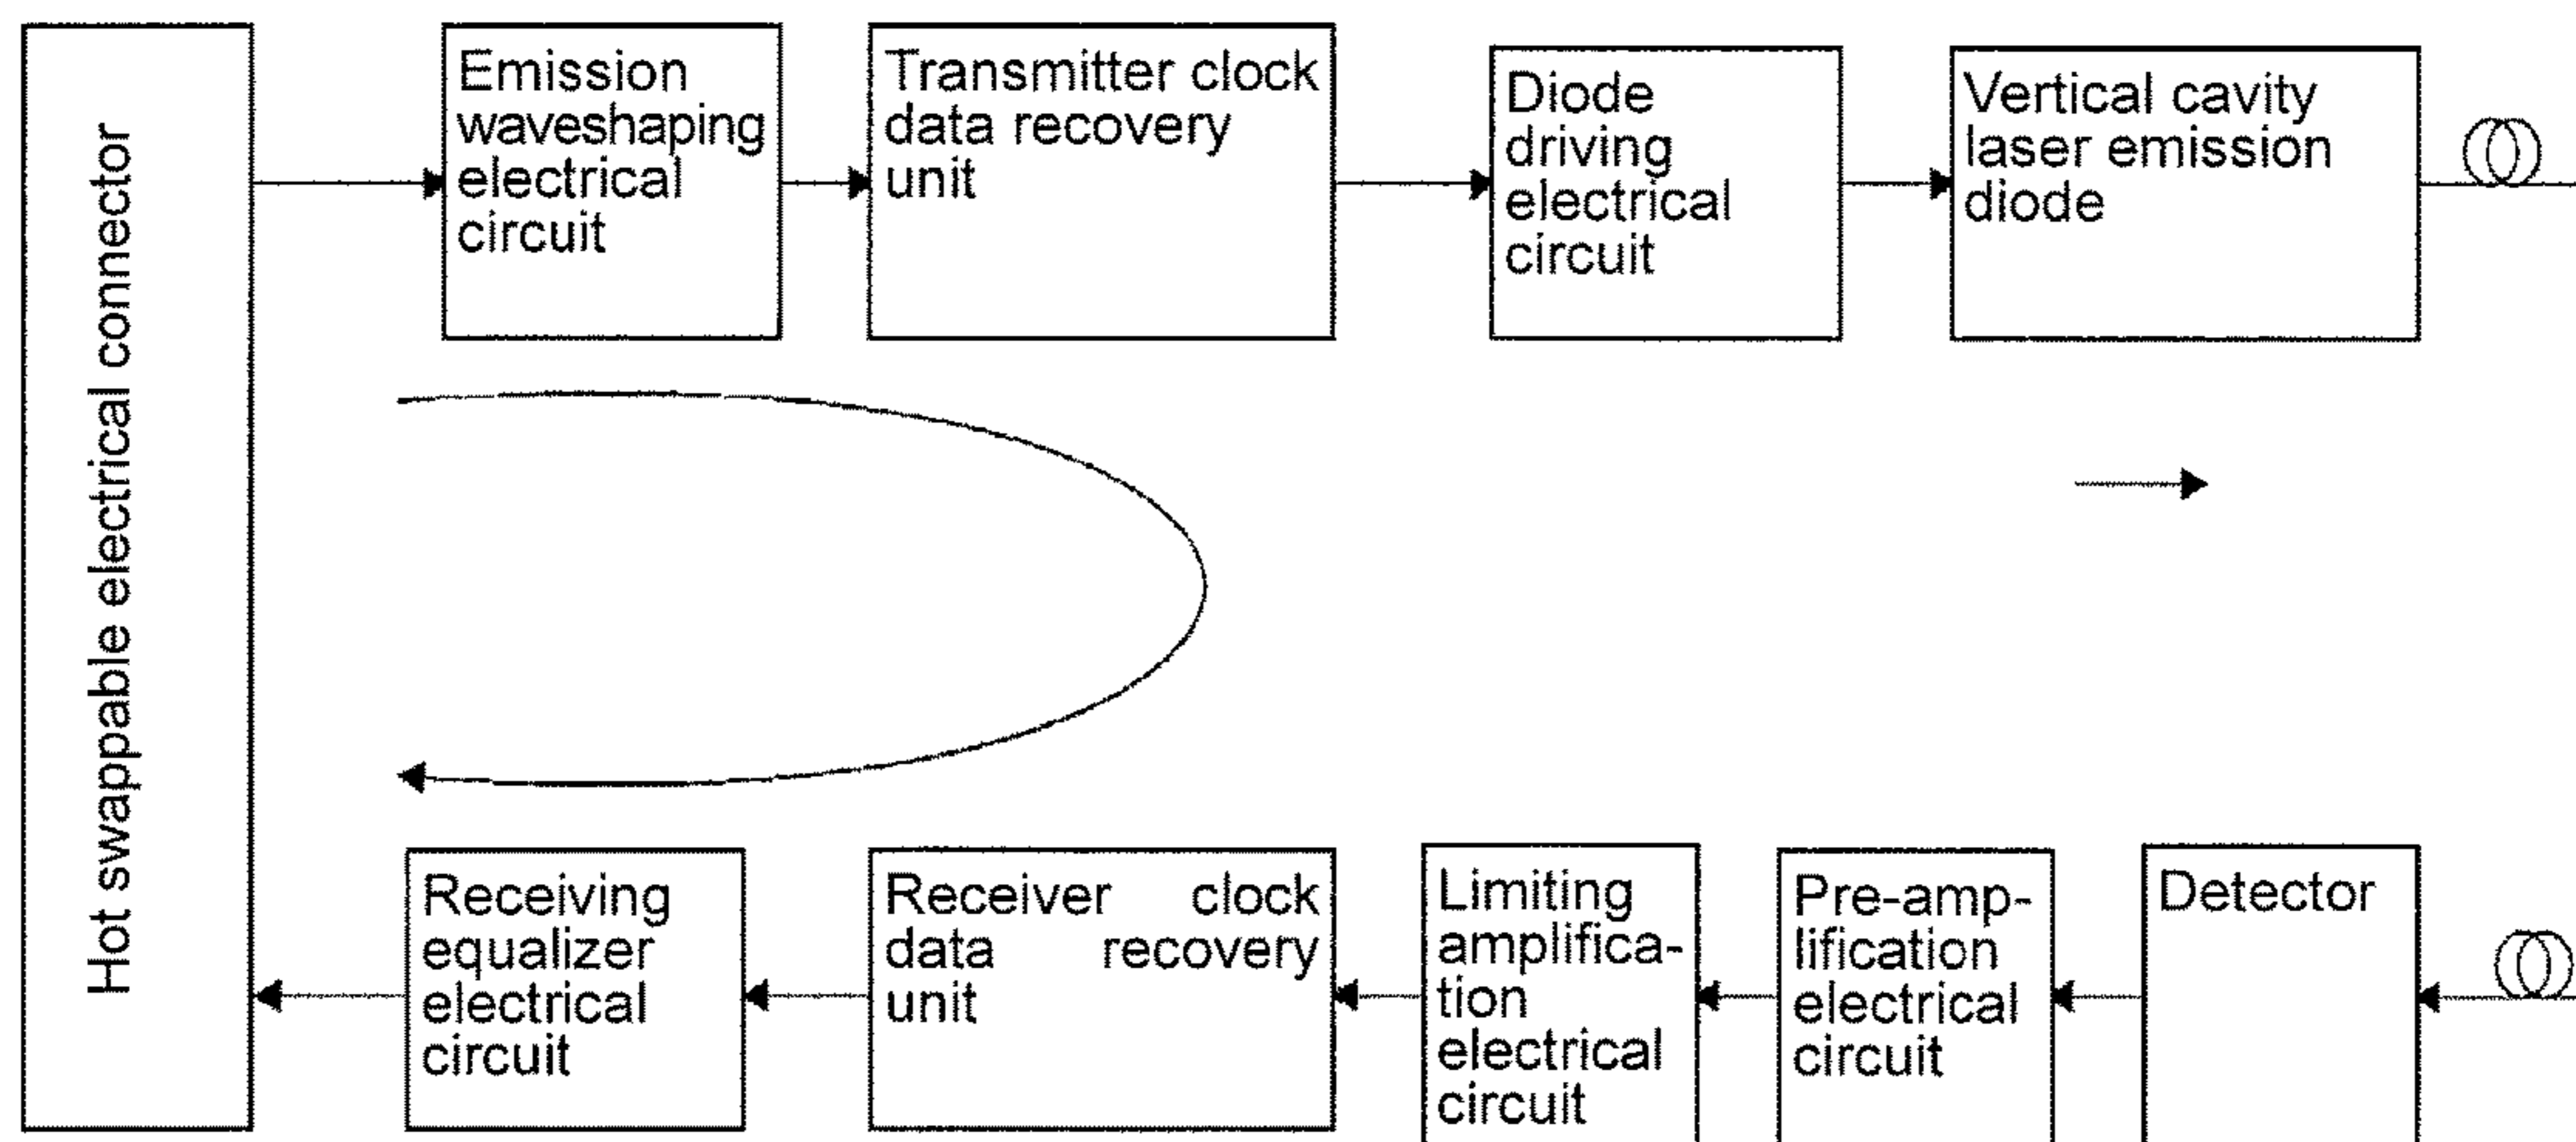 Hot swappable electrical connector
Emission
waveshaping
electrical
circuit
Transmitter clock
data recovery
unit
Diode
driving
electrical
circuit
Vertical cavity
laser emission
diode
Receiving
equalizer
electrical
circuit
Receiver clock
data recovery
unit
Limiting
amplifica-
tion
electrical
circuit
Pre-amp-
lification
electrical
circuit
Detector